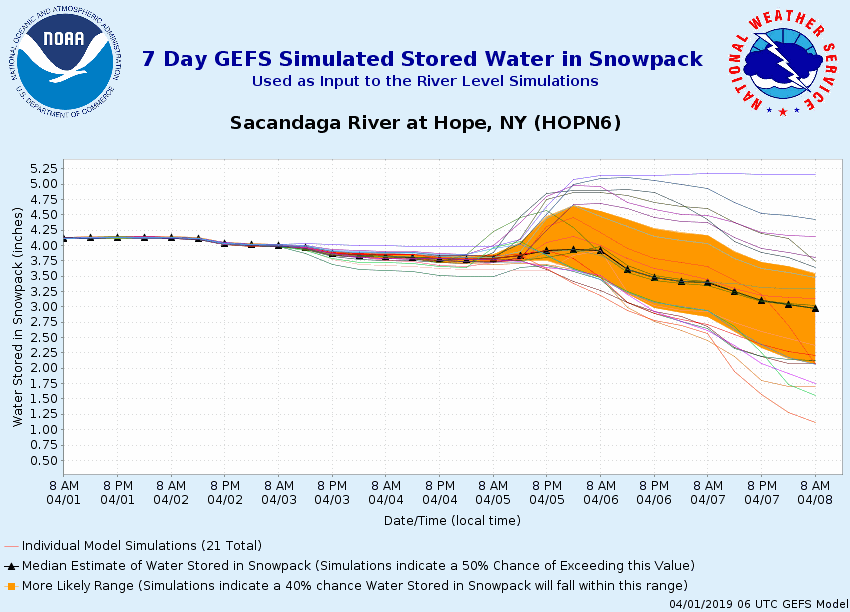 NATIONAL OCEANIC AND ATMOSPHERIC ADMINISTRATION
NOAA
U.S. DEPARTMENT OF COMMERCE
7 Day GEFS Simulated Stored Water in Snowpack
Used as Input to the River Level Simulations
NATIONAL WEATHER SERVICE
Sacandaga River at Hope, NY (HOPN6)
Water Stored in Snowpack (inches)
5.25
5.00
4.75
4.50
4.25
4.00
3.75
3.50
3.25
3.00
2.75
2.50
2.25
2.00
1.75
1.50
1.25
1.00
0.75
0.50
8 AM 8 PM 8 AM 8 PM 8 AM 8 PM 8 AM 8 PM 8 AM 8 PM 8 AM 8 PM 8 AM 8 PM 8 AM
04/01 04/01 04/02 04/02 04/03 04/03 04/04 04/04 04/05 04/05 04/06 04/06 04/07 04/07 04/08
Date/Time (local time)
Individual Model Simulations (21 Total)
Median Estimate of Water Stored in Snowpack (Simulations indicate a 50% Chance of Exceeding this Value)
More Likely Range (Simulations indicate a 40% chance Water Stored in Snowpack will fall within this range)
04/01/2019 06 UTC GEFS Model